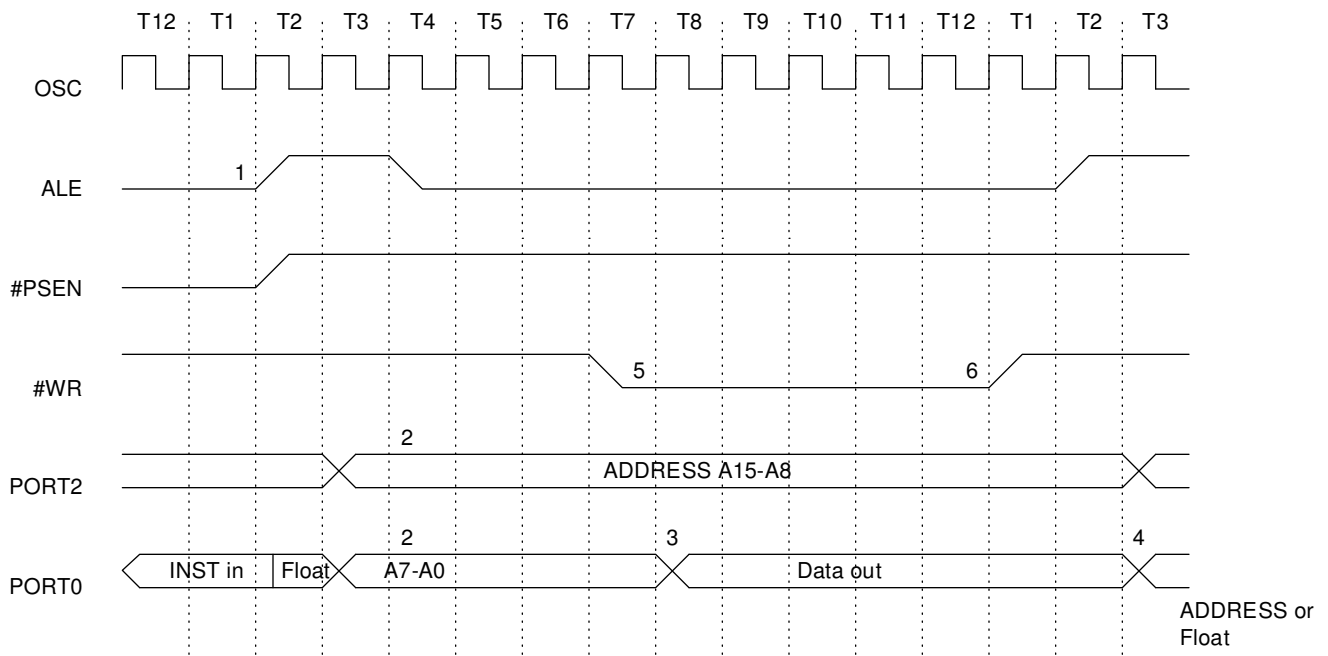 T12 T1 T2 T3 T4 T5 T6 T7 T8 T9 T10 T11 T12 T1 T2 T3
OSC
1
ALE
#PSEN
5 6
#WR
2
ADDRESS A15-A8
PORT2
2 3 4
INST in Float A7-A0 Data out
PORT0
ADDRESS or
Float